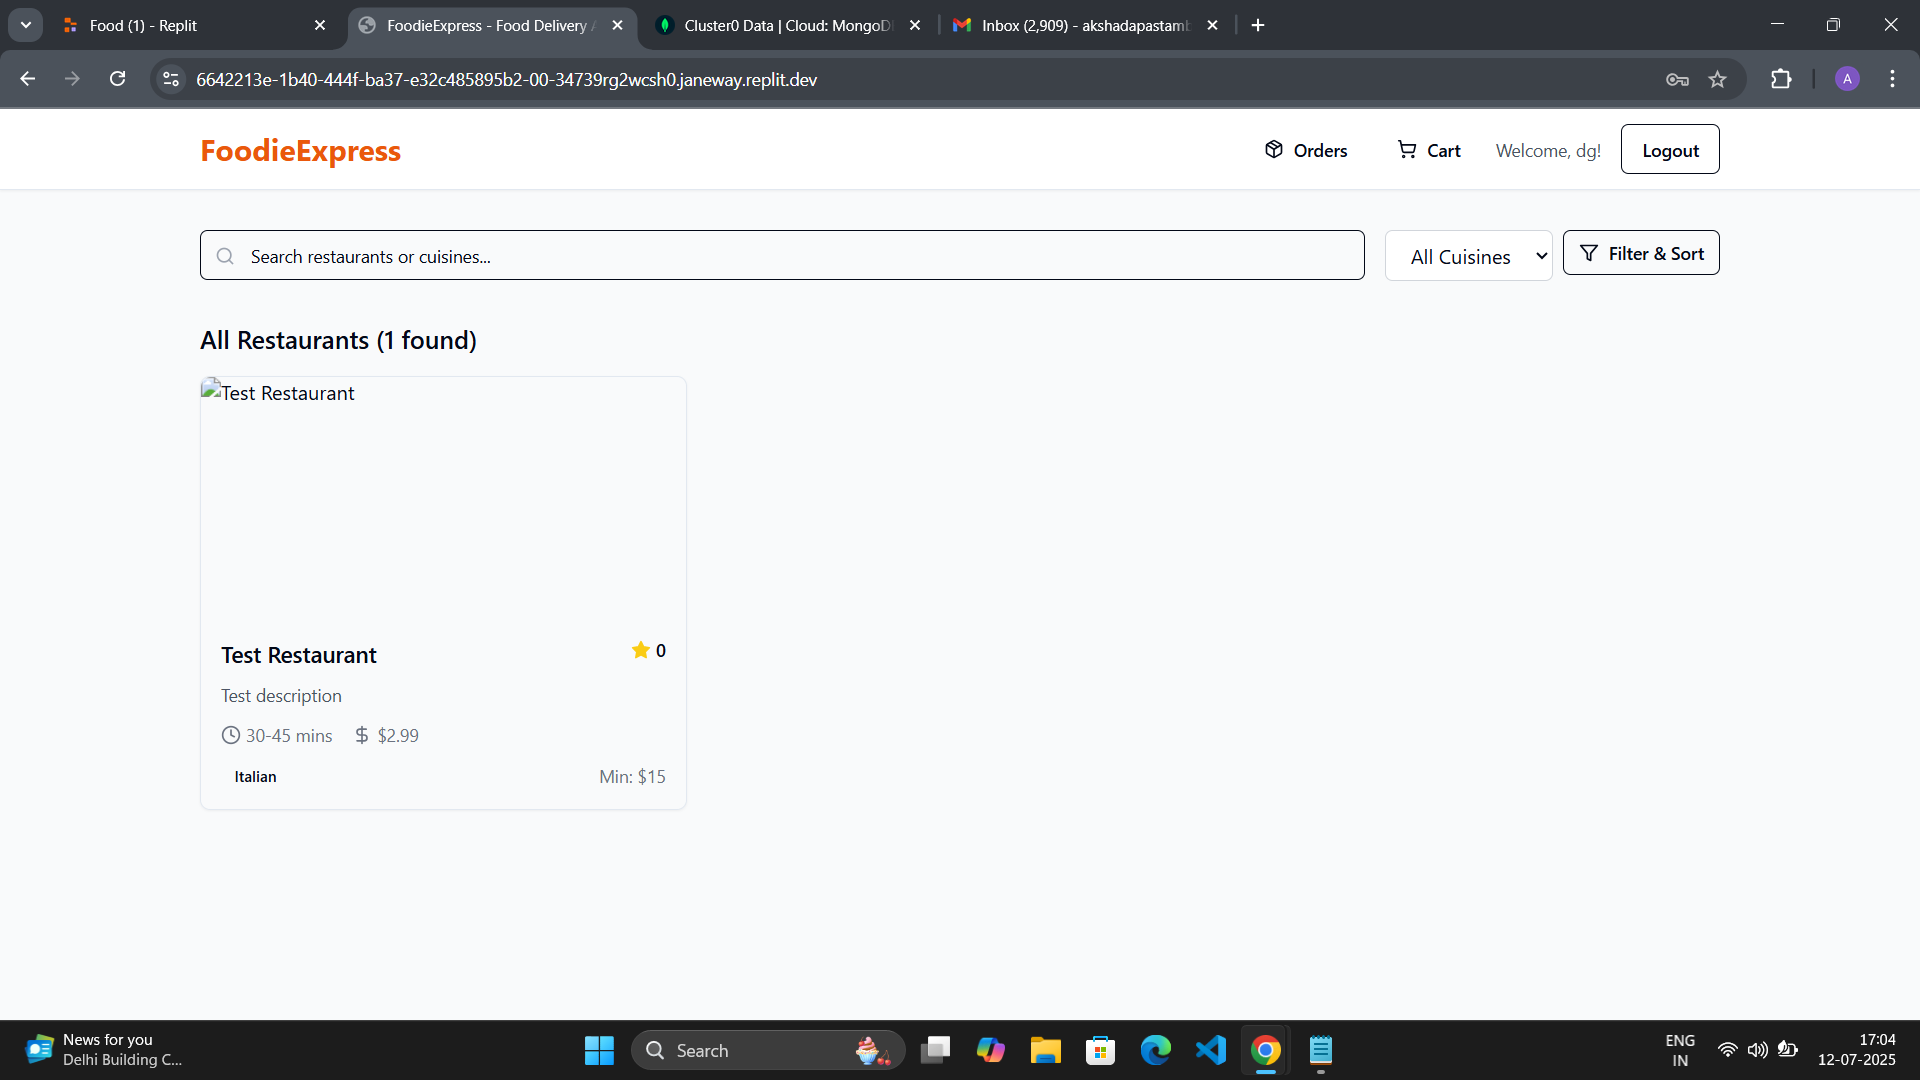 Food (1) - Replit
FoodieExpress - Food Delivery
Cluster0 Data | Cloud: MongoD
Inbox (2,909) - akshadapastamb
6642213e-1b40-444f-ba37-e32c485895b2-00-34739rg2wcsh0.janeway.replit.dev
A
FoodieExpress
Orders
Cart
Welcome, dg!
Logout
Search restaurants or cuisines...
All Cuisines
Filter & Sort
All Restaurants (1 found)
Test Restaurant
Test Restaurant
0
Test description
30-45 mins
$ $2.99
Italian
Min: $15
News for you
Delhi Building C...
Search
ENG
IN
17:04
12-07-2025